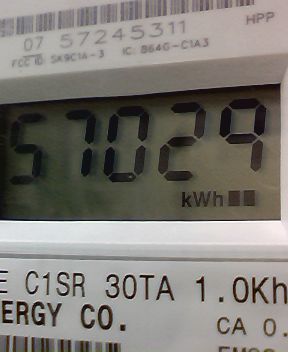 HPP
07 57245311
FCC ID: SK9C1A-3 IC: 864G-C1A3
57029
kWh
E C1SR 30TA 1.0Kh
ERGY CO.
CA 0.